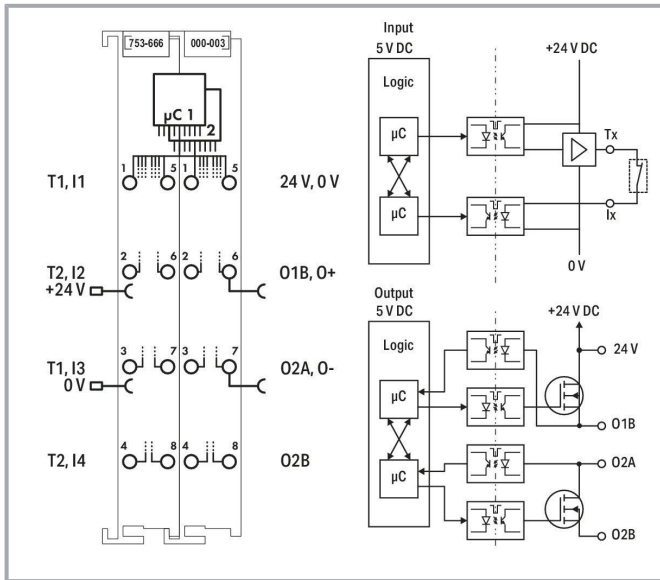 753-666 000-003
µC 1
2
1 5 1 5
T1, I1
24 V, 0 V
2 6 2 6
T2, I2
+24 V
O1B, O+
3 7 3 7
T1, I3
0 V
O2A, O-
4 8 4 8
T2, I4
O2B
Input
5 V DC
+24 V DC
Logic
µC
Tx
µC
Ix
0 V
Output
5 V DC
+24 V DC
Logic
24 V
µC
O1B
O2A
µC
O2B